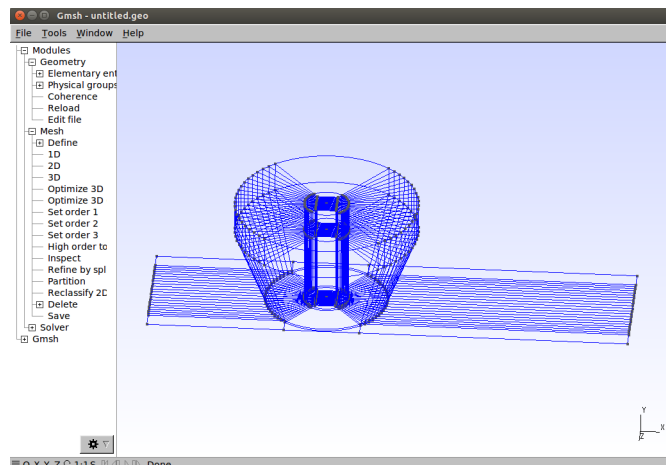 Gmsh - untitled.geo
File Tools Window Help
Modules
Geometry
Elementary ent
Physical groups
Coherence
Reload
Edit file
Mesh
Define
1D
2D
3D
Optimize 3D
Optimize 3D
Set order 1
Set order 2
Set order 3
High order to
Inspect
Refine by spl
Partition
Reclassify 2D
Delete
Save
Solver
Gmsh
Y
X
Z
O X Y Z 1:1 S Done